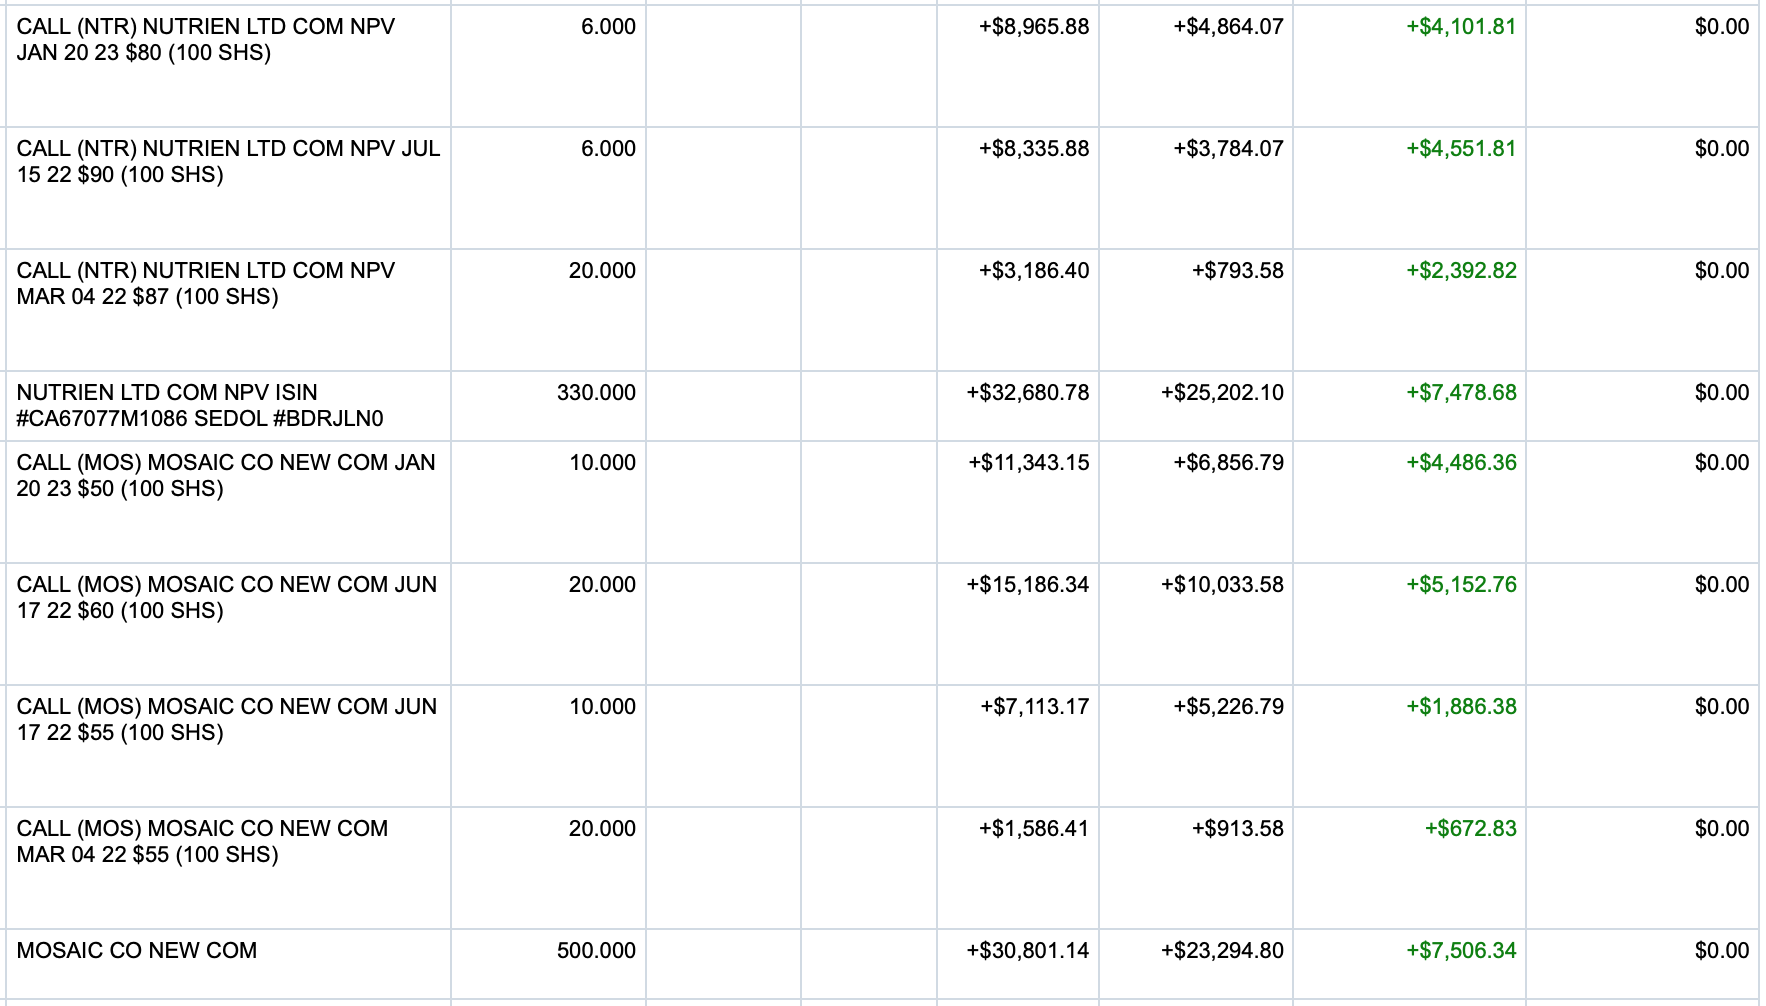 CALL (NTR) NUTRIEN LTD COM NPV 6.000 +$8,965.88 +$4,864.07 +$4,101.81 $0.00
JAN 20 23 $80 (100 SHS)
CALL (NTR) NUTRIEN LTD COM NPV JUL 6.000 +$8,335.88 +$3,784.07 +$4,551.81 $0.00
15 22 $90 (100 SHS)
CALL (NTR) NUTRIEN LTD COM NPV 20.000 +$3,186.40 +$793.58 +$2,392.82 $0.00
MAR 04 22 $87 (100 SHS)
NUTRIEN LTD COM NPV ISIN 330.000 +$32,680.78 +$25,202.10 +$7,478.68 $0.00
#CA67077M1086 SEDOL #BDRJLN0
CALL (MOS) MOSAIC CO NEW COM JAN 10.000 +$11,343.15 +$6,856.79 +$4,486.36 $0.00
20 23 $50 (100 SHS)
CALL (MOS) MOSAIC CO NEW COM JUN 20.000 +$15,186.34 +$10,033.58 +$5,152.76 $0.00
17 22 $60 (100 SHS)
CALL (MOS) MOSAIC CO NEW COM JUN 10.000 +$7,113.17 +$5,226.79 +$1,886.38 $0.00
17 22 $55 (100 SHS)
CALL (MOS) MOSAIC CO NEW COM 20.000 +$1,586.41 +$913.58 +$672.83 $0.00
MAR 04 22 $55 (100 SHS)
MOSAIC CO NEW COM 500.000 +$30,801.14 +$23,294.80 +$7,506.34 $0.00